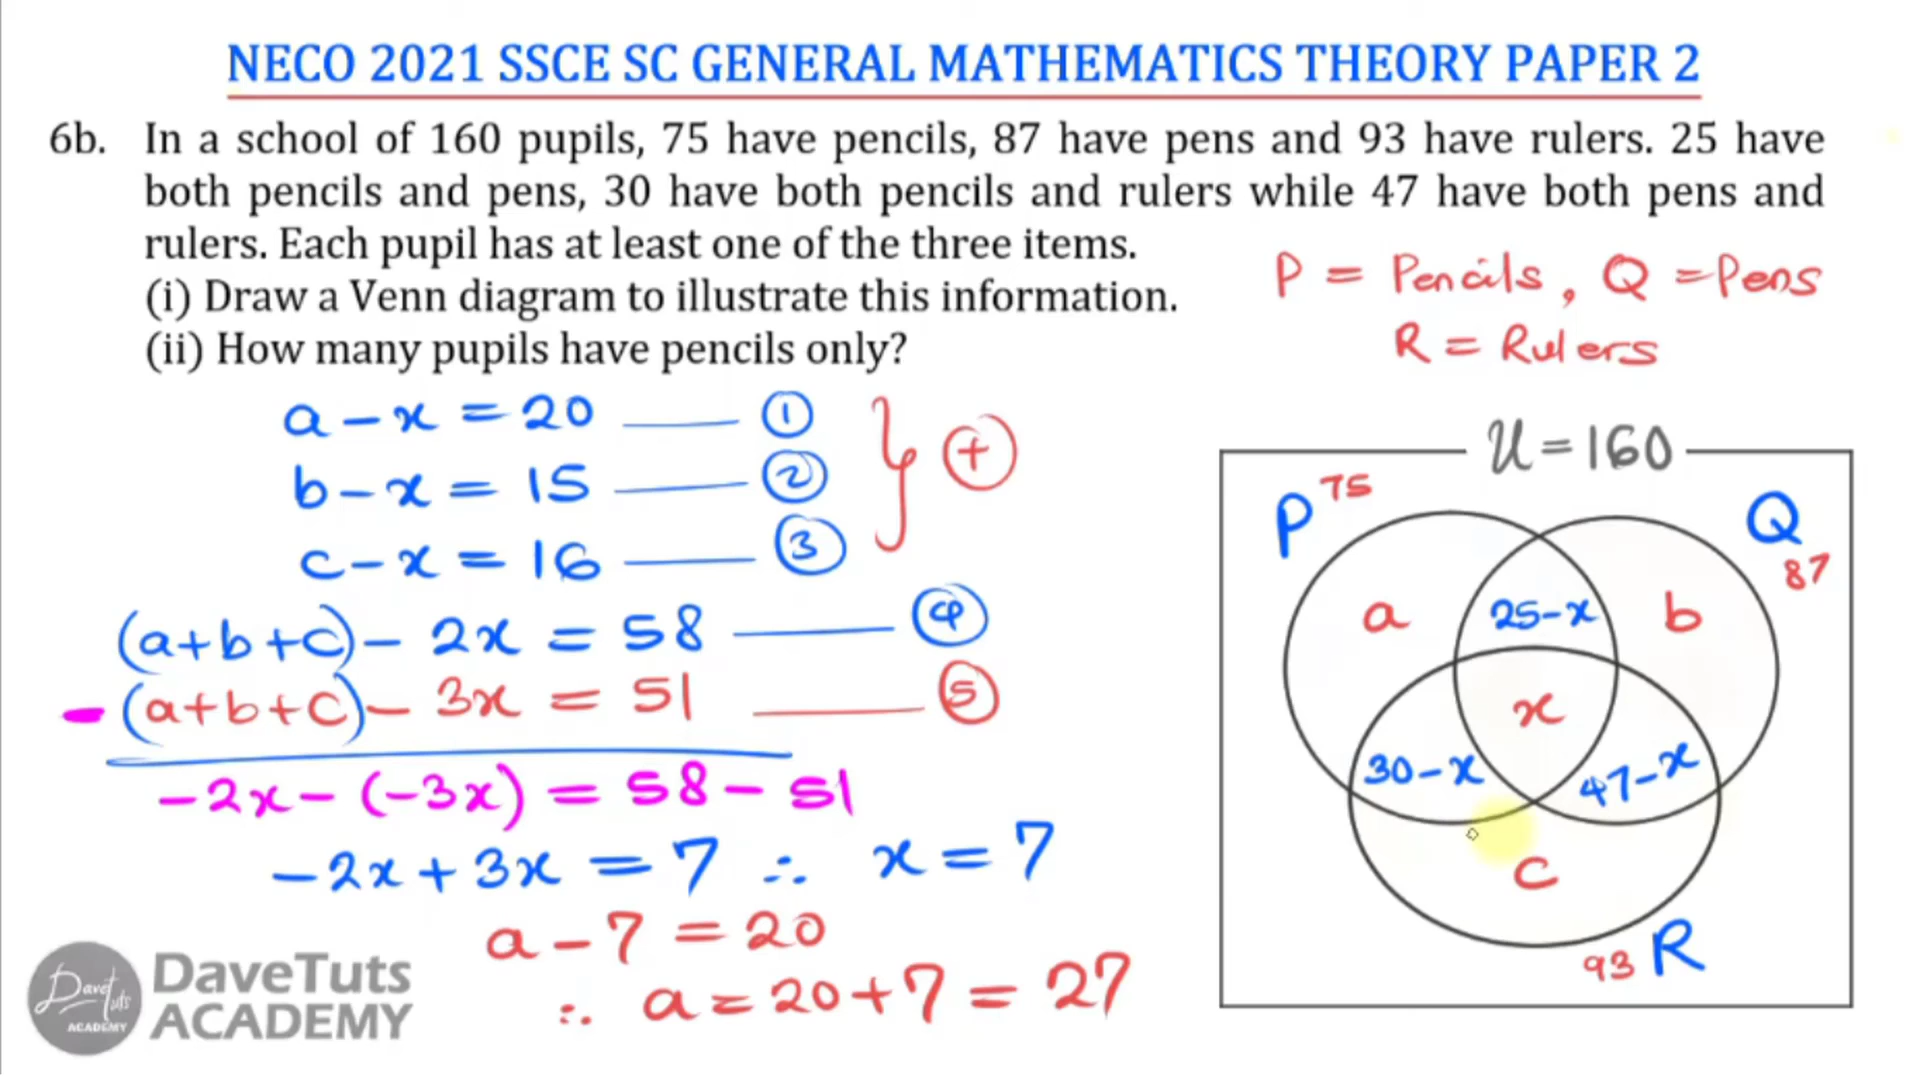 NECO 2021 SSCE SC GENERAL MATHEMATICS THEORY PAPER 2
6b. In a school of 160 pupils, 75 have pencils, 87 have pens and 93 have rulers. 25 have
both pencils and pens, 30 have both pencils and rulers while 47 have both pens and
rulers. Each pupil has at least one of the three items.
(i) Draw a Venn diagram to illustrate this information.
(ii) How many pupils have pencils only?
P = Pencils, Q = Pens
R = Rulers
a - x = 20 —— ①
b - x = 15 —— ②
c - x = 16 —— ③
} ⊕
(a+b+c) - 2x = 58 —— ④
- (a+b+c) - 3x = 51 —— ⑤
-2x - (-3x) = 58 - 51
-2x + 3x = 7 ∴ x = 7
a - 7 = 20
∴ a = 20 + 7 = 27
U = 160
P 75
Q
87
a
25-x
b
x
30-x
47-x
c
93 R
Dave Tuts
ACADEMY
DaveTuts
ACADEMY